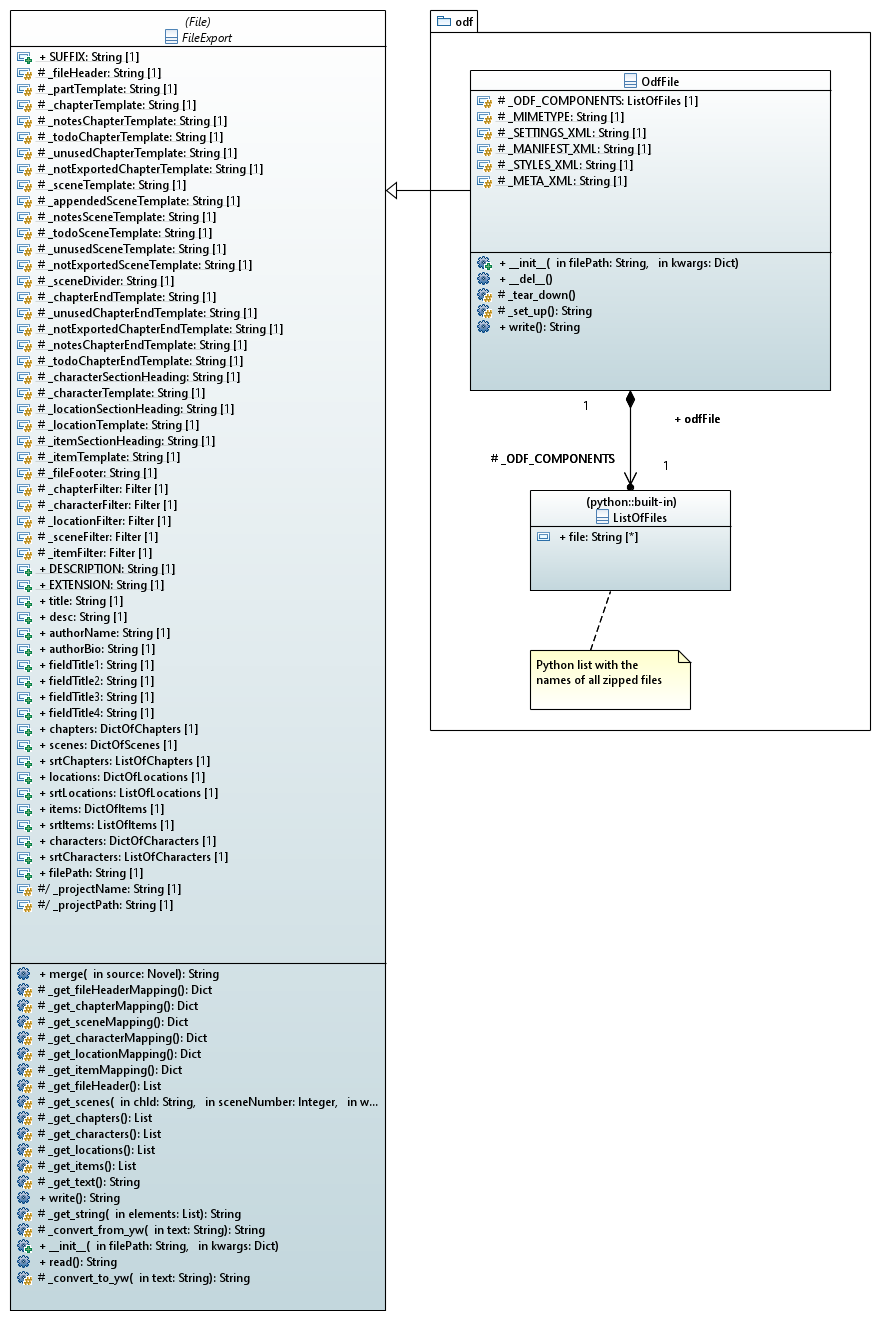 (File)
FileExport
+ SUFFIX: String [1]
# _fileHeader: String [1]
# _partTemplate: String [1]
# _chapterTemplate: String [1]
# _notesChapterTemplate: String [1]
# _todoChapterTemplate: String [1]
# _unusedChapterTemplate: String [1]
# _notExportedChapterTemplate: String [1]
# _sceneTemplate: String [1]
# _appendedSceneTemplate: String [1]
# _notesSceneTemplate: String [1]
# _todoSceneTemplate: String [1]
# _unusedSceneTemplate: String [1]
# _notExportedSceneTemplate: String [1]
# _sceneDivider: String [1]
# _chapterEndTemplate: String [1]
# _unusedChapterEndTemplate: String [1]
# _notExportedChapterEndTemplate: String [1]
# _notesChapterEndTemplate: String [1]
# _todoChapterEndTemplate: String [1]
# _characterSectionHeading: String [1]
# _characterTemplate: String [1]
# _locationSectionHeading: String [1]
# _locationTemplate: String [1]
# _itemSectionHeading: String [1]
# _itemTemplate: String [1]
# _fileFooter: String [1]
# _chapterFilter: Filter [1]
# _characterFilter: Filter [1]
# _locationFilter: Filter [1]
# _sceneFilter: Filter [1]
# _itemFilter: Filter [1]
+ DESCRIPTION: String [1]
+ EXTENSION: String [1]
+ title: String [1]
+ desc: String [1]
+ authorName: String [1]
+ authorBio: String [1]
+ fieldTitle1: String [1]
+ fieldTitle2: String [1]
+ fieldTitle3: String [1]
+ fieldTitle4: String [1]
+ chapters: DictOfChapters [1]
+ scenes: DictOfScenes [1]
+ srtChapters: ListOfChapters [1]
+ locations: DictOfLocations [1]
+ srtLocations: ListOfLocations [1]
+ items: DictOfItems [1]
+ srtItems: ListOfItems [1]
+ characters: DictOfCharacters [1]
+ srtCharacters: ListOfCharacters [1]
+ filePath: String [1]
#/ _projectName: String [1]
#/ _projectPath: String [1]
+ merge(  in source: Novel): String
# _get_fileHeaderMapping(): Dict
# _get_chapterMapping(): Dict
# _get_sceneMapping(): Dict
# _get_characterMapping(): Dict
# _get_locationMapping(): Dict
# _get_itemMapping(): Dict
# _get_fileHeader(): List
# _get_scenes(  in chId: String,   in sceneNumber: Integer,   in w...
# _get_chapters(): List
# _get_characters(): List
# _get_locations(): List
# _get_items(): List
# _get_text(): String
+ write(): String
# _get_string(  in elements: List): String
# _convert_from_yw(  in text: String): String
+ __init__(  in filePath: String,   in kwargs: Dict)
+ read(): String
# _convert_to_yw(  in text: String): String
odf
OdfFile
# _ODF_COMPONENTS: ListOfFiles [1]
# _MIMETYPE: String [1]
# _SETTINGS_XML: String [1]
# _MANIFEST_XML: String [1]
# _STYLES_XML: String [1]
# _META_XML: String [1]
+ __init__(  in filePath: String,   in kwargs: Dict)
+ __del__()
# _tear_down()
# _set_up(): String
+ write(): String
1
+ odfFile
# _ODF_COMPONENTS
1
(python::built-in)
ListOfFiles
+ file: String [*]
Python list with the
names of all zipped files